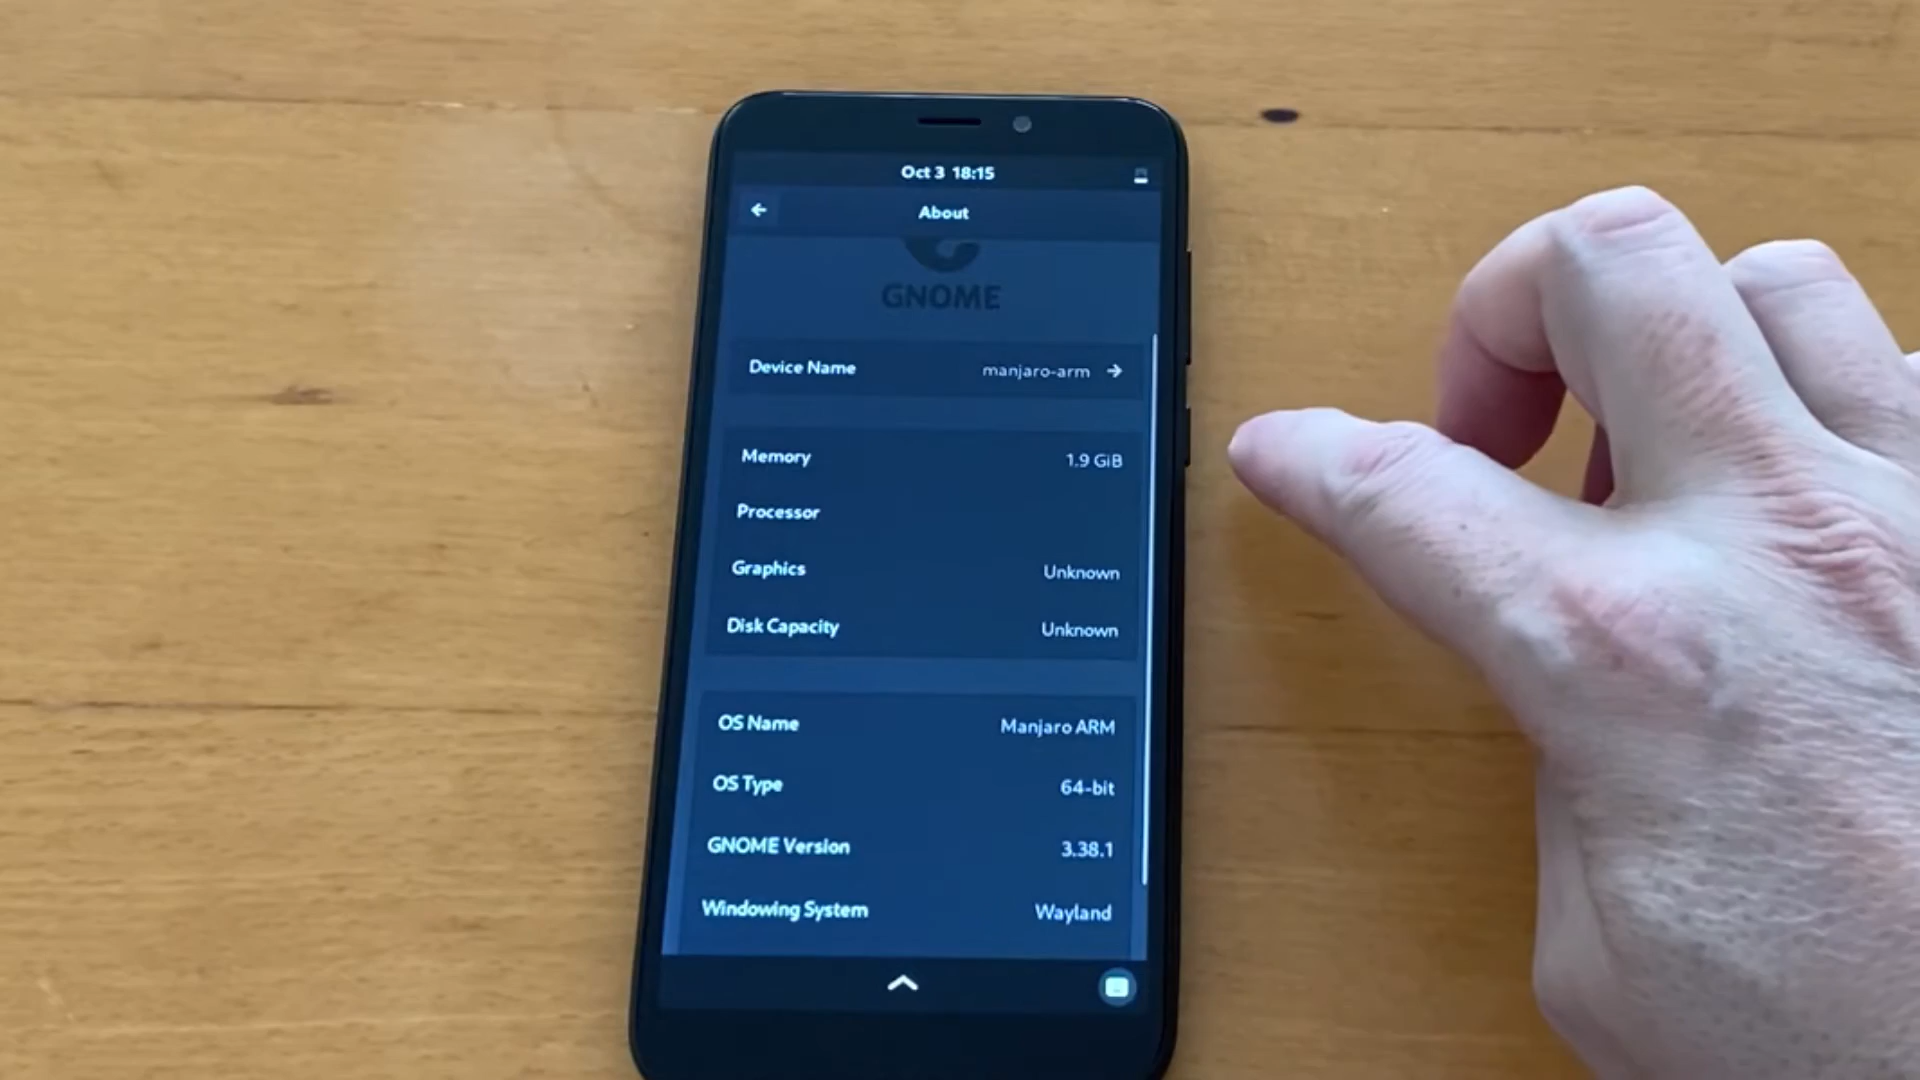 Oct 3 18:15
About
GNOME
Device Name manjaro-arm
Memory 1.9 GiB
Processor
Graphics Unknown
Disk Capacity Unknown
OS Name Manjaro ARM
OS Type 64-bit
GNOME Version 3.38.1
Windowing System Wayland